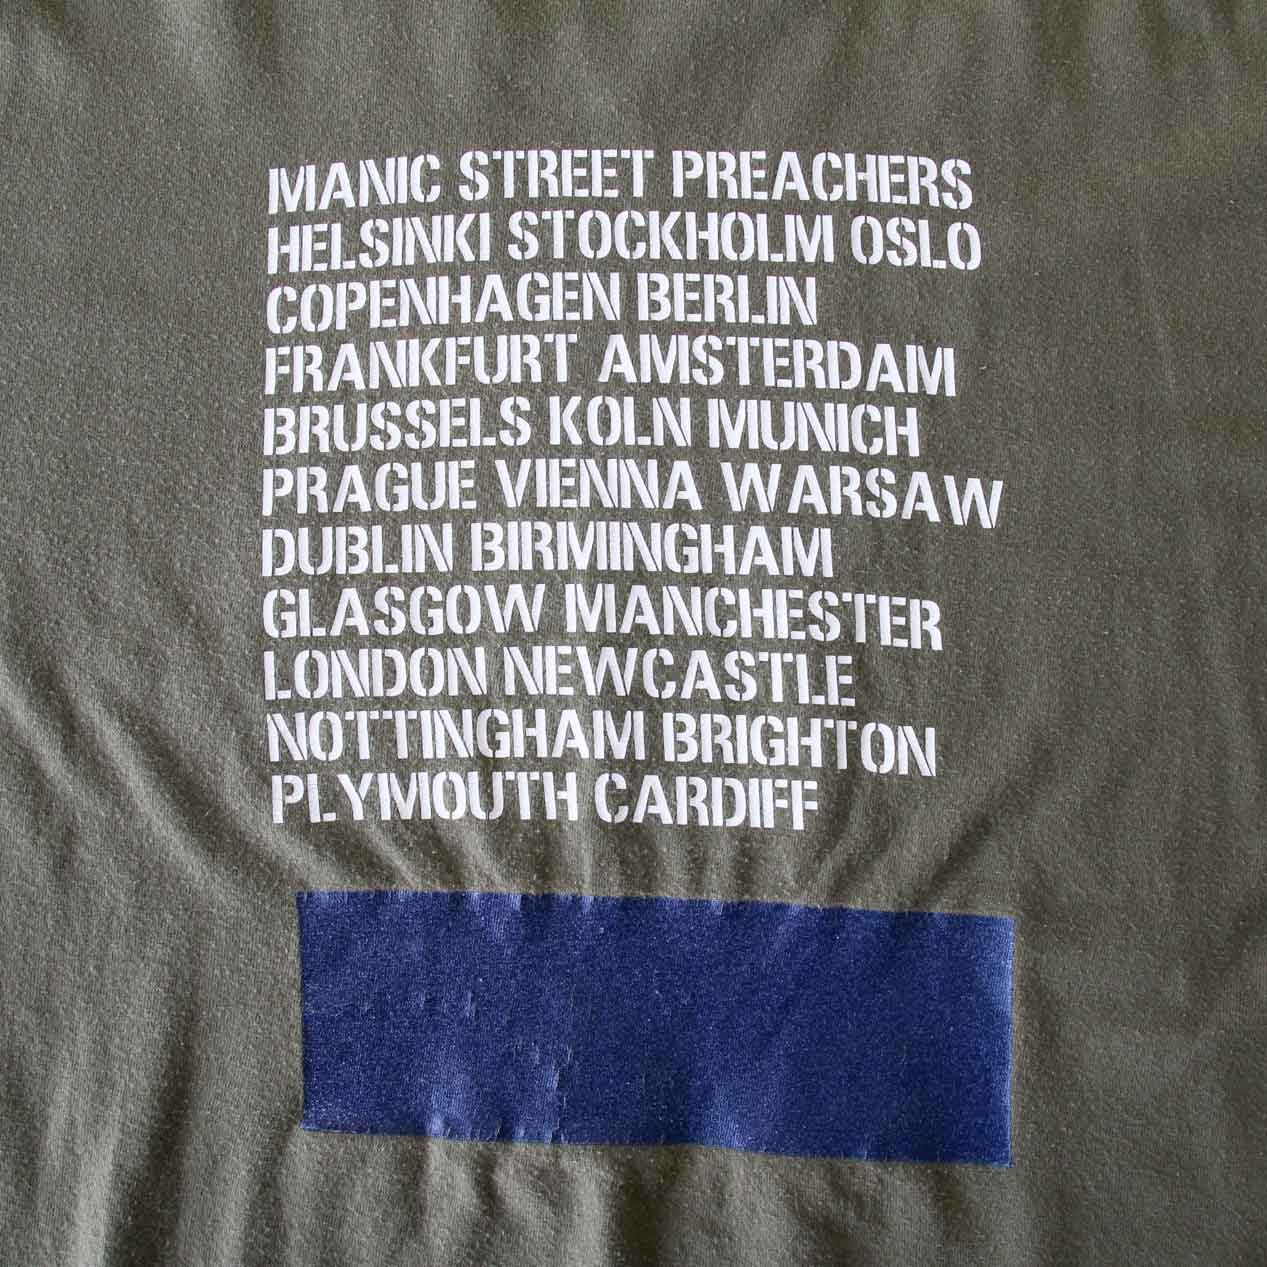 MANIC STREET PREACHERS
HELSINKI STOCKHOLM OSLO
COPENHAGEN BERLIN
FRANKFURT AMSTERDAM
BRUSSELS KOLN MUNICH
PRAGUE VIENNA WARSAW
DUBLIN BIRMINGHAM
GLASGOW MANCHESTER
LONDON NEWCASTLE
NOTTINGHAM BRIGHTON
PLYMOUTH CARDIFF